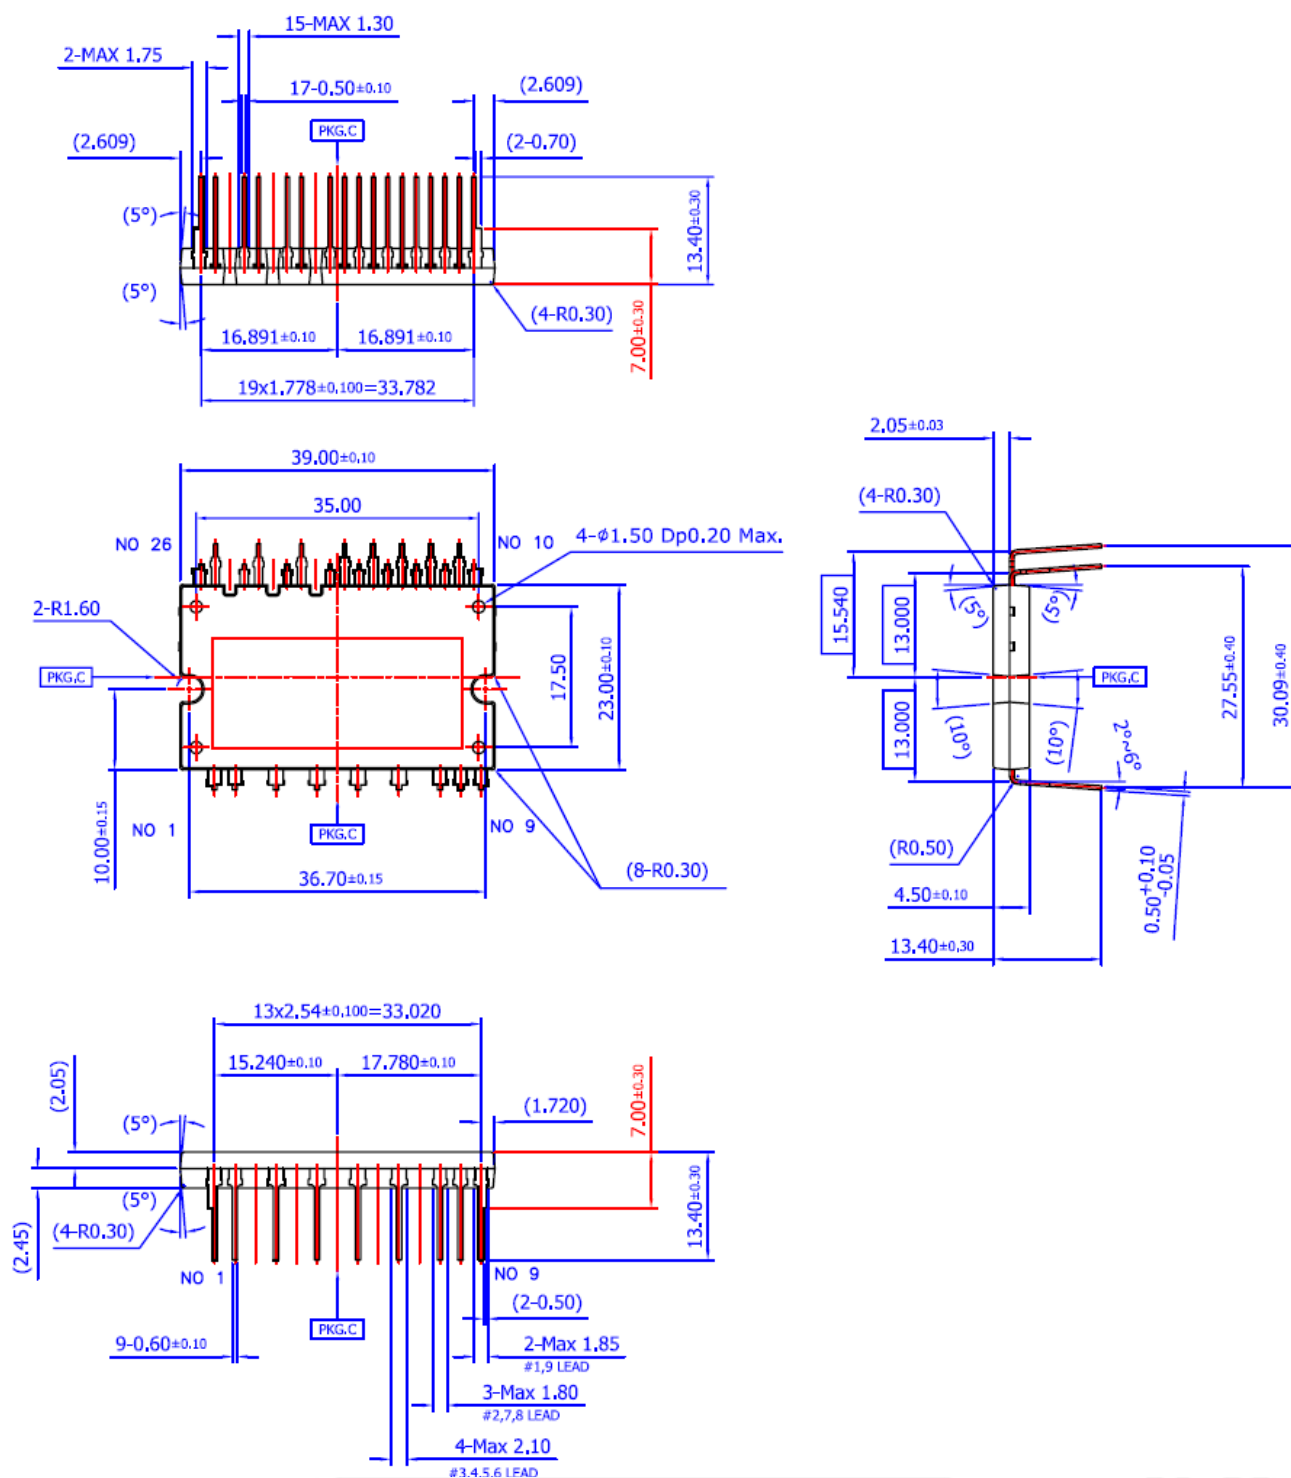 15-MAX 1.30
2-MAX 1.75
17-0.50±0.10
(2.609)
PKG.C
(2.609)
(2-0.70)
(5°)
13.40±0.30
(5°)
(4-R0.30)
7.00±0.30
16.891±0.10
16.891±0.10
19x1.778±0.100=33.782
39.00±0.10
35.00
NO 26
NO 10
4-φ1.50 Dp0.20 Max.
2-R1.60
PKG.C
17.50
23.00±0.10
10.00±0.15
NO 1
PKG.C
NO 9
36.70±0.15
(8-R0.30)
2.05±0.03
(4-R0.30)
15.540
13.000
(5°)
(5°)
PKG.C
27.55±0.40
30.09±0.40
13.000
(10°)
(10°)
2°~6°
(R0.50)
4.50±0.10
0.50+0.10
-0.05
13.40±0.30
13x2.54±0.100=33.020
15.240±0.10
17.780±0.10
(2.05)
(5°)
(1.720)
7.00±0.30
(5°)
(4-R0.30)
(2.45)
13.40±0.30
NO 1
NO 9
(2-0.50)
PKG.C
9-0.60±0.10
2-Max 1.85
#1,9 LEAD
3-Max 1.80
#2,7,8 LEAD
4-Max 2.10
#3,4,5,6 LEAD